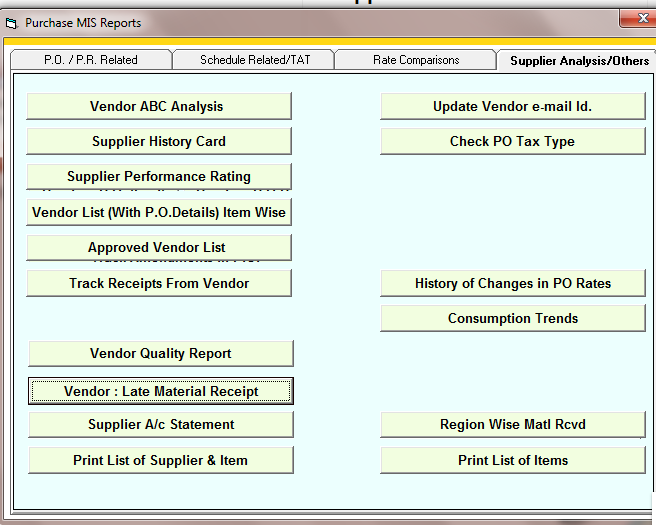 Purchase MIS Reports
P.O. / P.R. Related
Schedule Related/TAT
Rate Comparisons
Supplier Analysis/Others
Vendor ABC Analysis
Update Vendor e-mail Id.
Supplier History Card
Check PO Tax Type
Supplier Performance Rating
Vendor List (With P.O.Details) Item Wise
Approved Vendor List
Track Receipts From Vendor
History of Changes in PO Rates
Consumption Trends
Vendor Quality Report
Vendor : Late Material Receipt
Supplier A/c Statement
Region Wise Matl Rcvd
Print List of Supplier & Item
Print List of Items